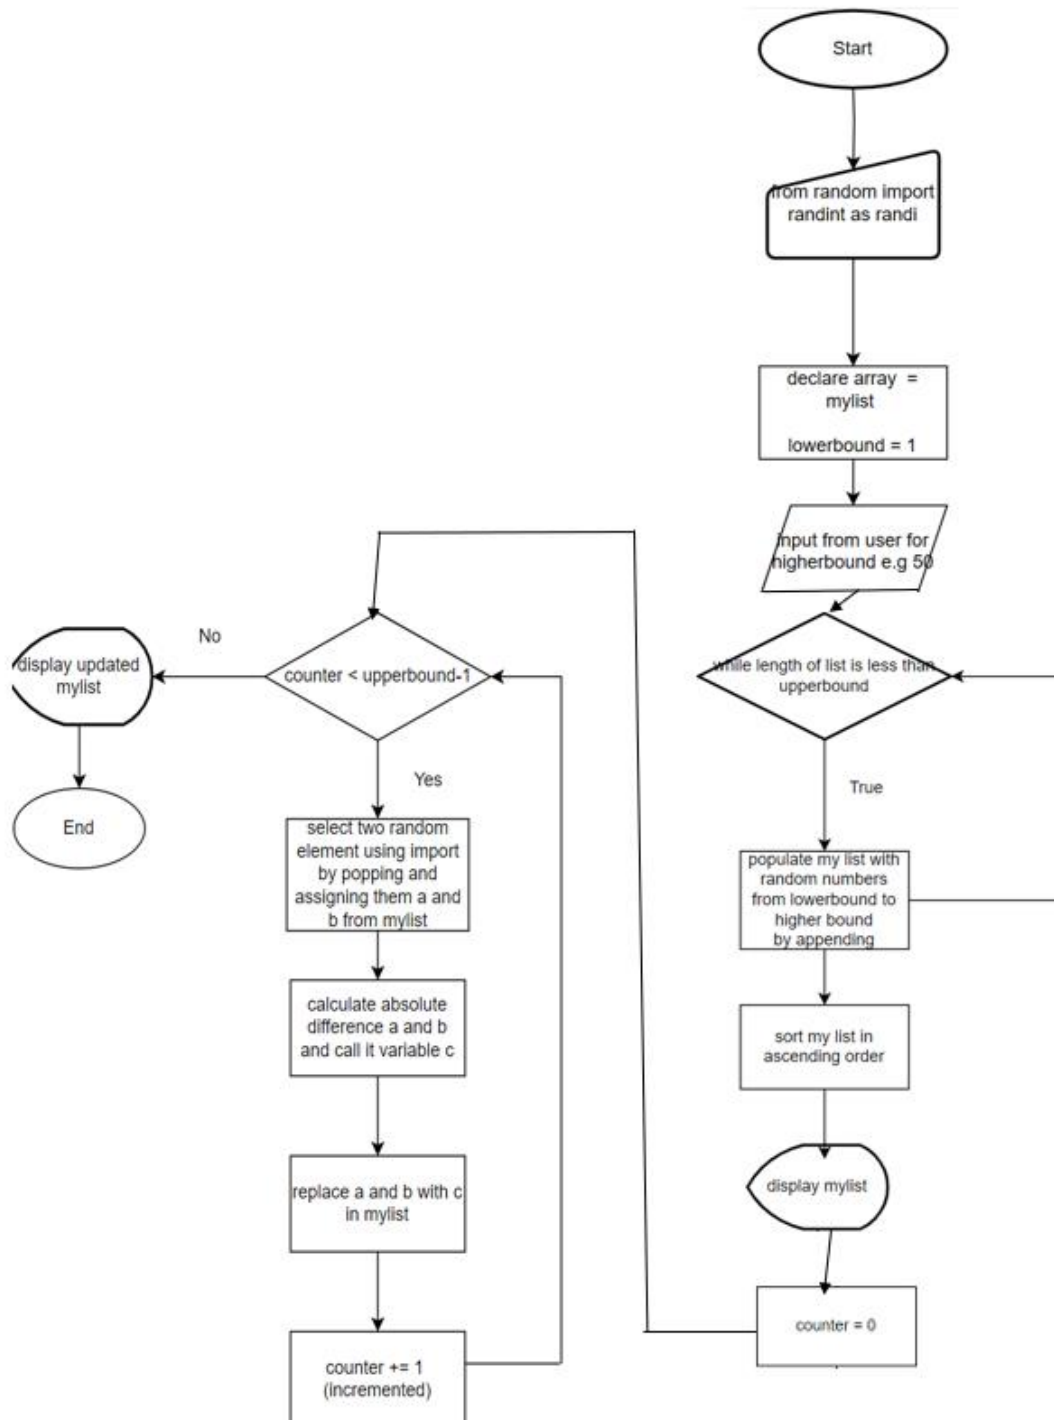 Start
from random import
randint as randi
declare array =
mylist
lowerbound = 1
input from user for
higherbound e.g 50
while length of list is less than
upperbound
True
populate my list with
random numbers
from lowerbound to
higher bound
by appending
sort my list in
ascending order
display mylist
counter = 0
counter < upperbound-1
No
display updated
mylist
End
Yes
select two random
element using import
by popping and
assigning them a and
b from mylist
calculate absolute
difference a and b
and call it variable c
replace a and b with c
in mylist
counter += 1
(incremented)